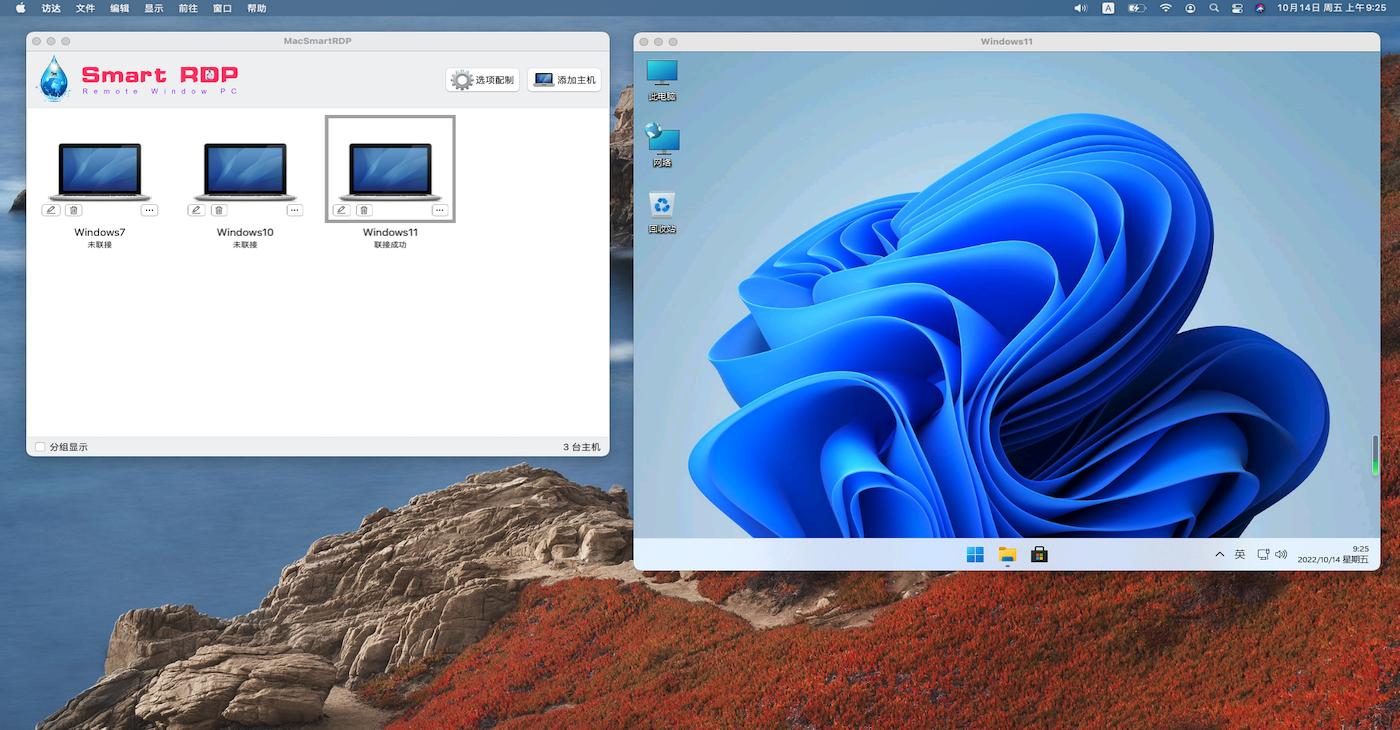 访达 文件 编辑 显示 前往 窗口 帮助
A
10月14日 周五 上午9:25
MacSmartRDP
Smart RDP
Remote Window PC
选项配制
添加主机
Windows7
未联接
Windows10
未联接
Windows11
联接成功
分组显示
3 台主机
Windows11
此电脑
网络
回收站
英
9:25
2022/10/14 星期五